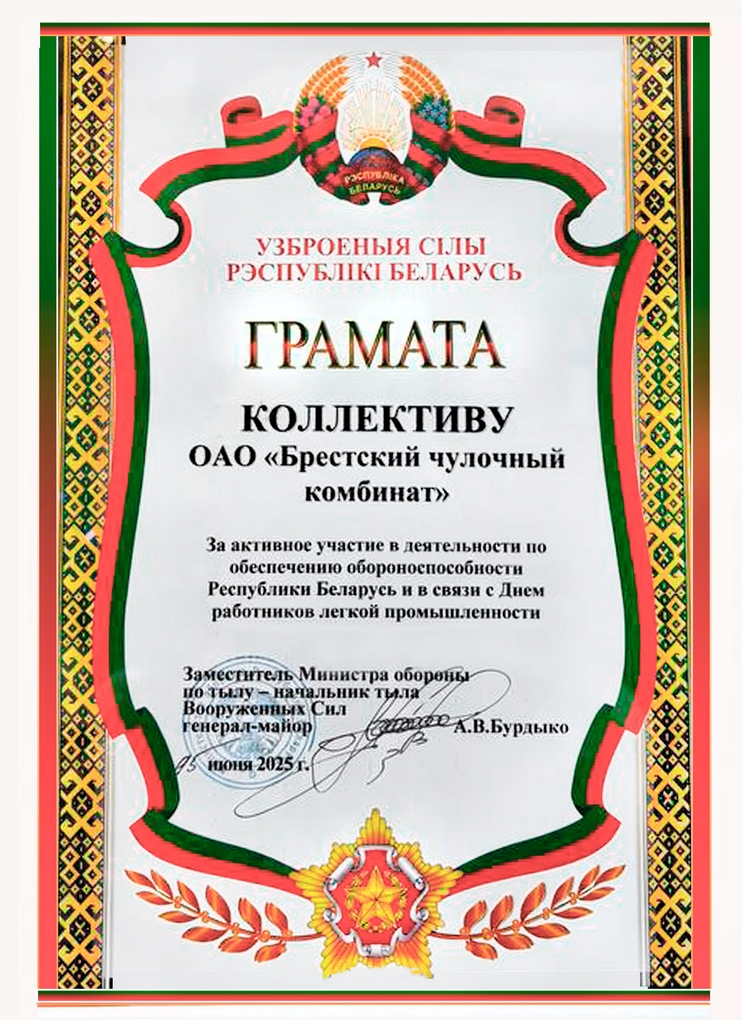 РЭСПУБЛІКА
БЕЛАРУСЬ
УЗБРОЕНЫЯ СІЛЫ
РЭСПУБЛІКІ БЕЛАРУСЬ
ГРАМАТА
КОЛЛЕКТИВУ
ОАО «Брестский чулочный
комбинат»
За активное участие в деятельности по
обеспечению обороноспособности
Республики Беларусь и в связи с Днем
работников легкой промышленности
Заместитель Министра обороны
по тылу – начальник тыла
Вооруженных Сил
генерал-майор А.В.Бурдыко
июня 2025 г.